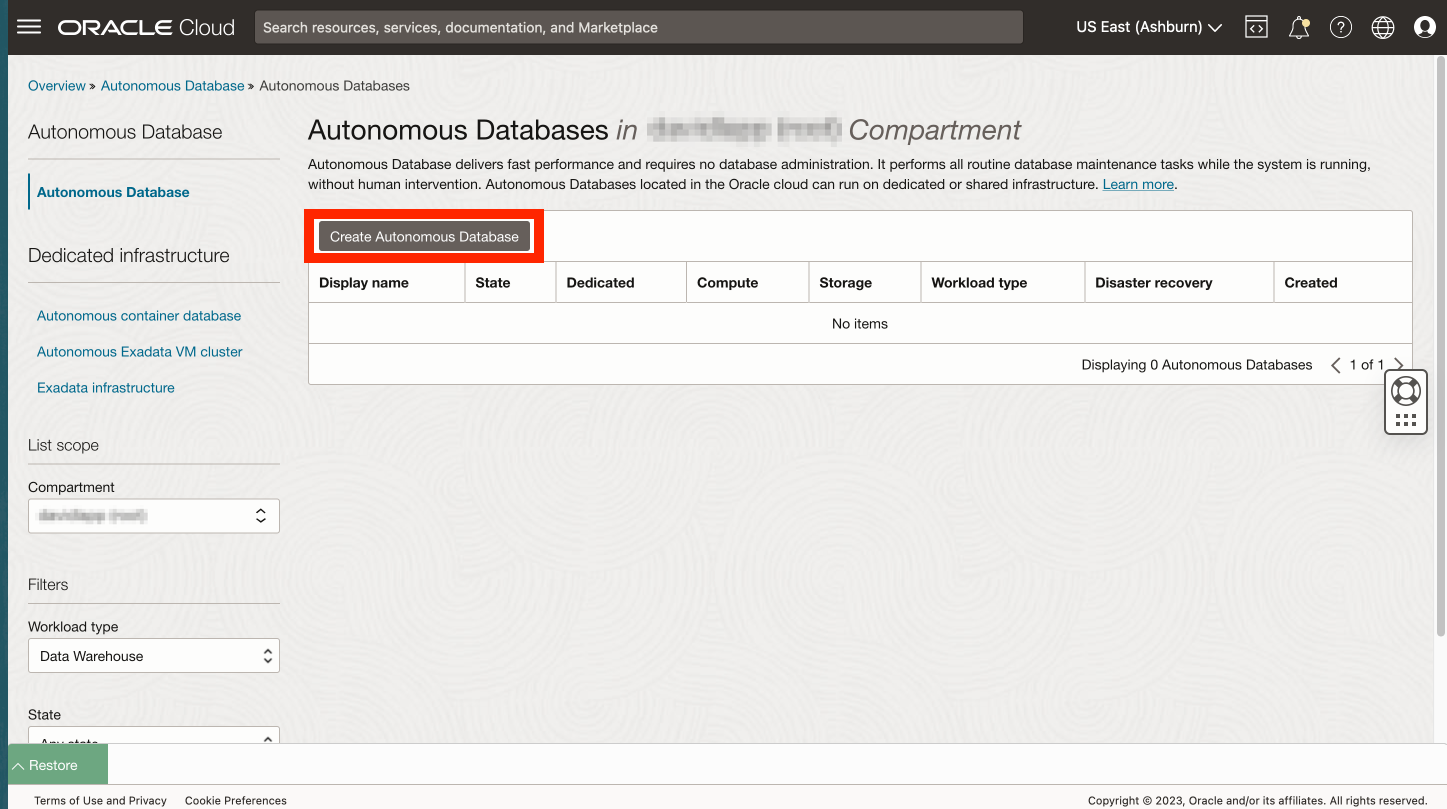 ORACLE Cloud
Search resources, services, documentation, and Marketplace
US East (Ashburn)
Overview » Autonomous Database » Autonomous Databases
Autonomous Database
Autonomous Database
Dedicated infrastructure
Autonomous container database
Autonomous Exadata VM cluster
Exadata infrastructure
List scope
Compartment
Filters
Workload type
Data Warehouse
State
Any state
Restore
Autonomous Databases in Compartment
Autonomous Database delivers fast performance and requires no database administration. It performs all routine database maintenance tasks while the system is running,
without human intervention. Autonomous Databases located in the Oracle cloud can run on dedicated or shared infrastructure. Learn more.
Create Autonomous Database
Display name State Dedicated Compute Storage Workload type Disaster recovery Created
No items
Displaying 0 Autonomous Databases 1 of 1
Terms of Use and Privacy Cookie Preferences
Copyright © 2023, Oracle and/or its affiliates. All rights reserved.